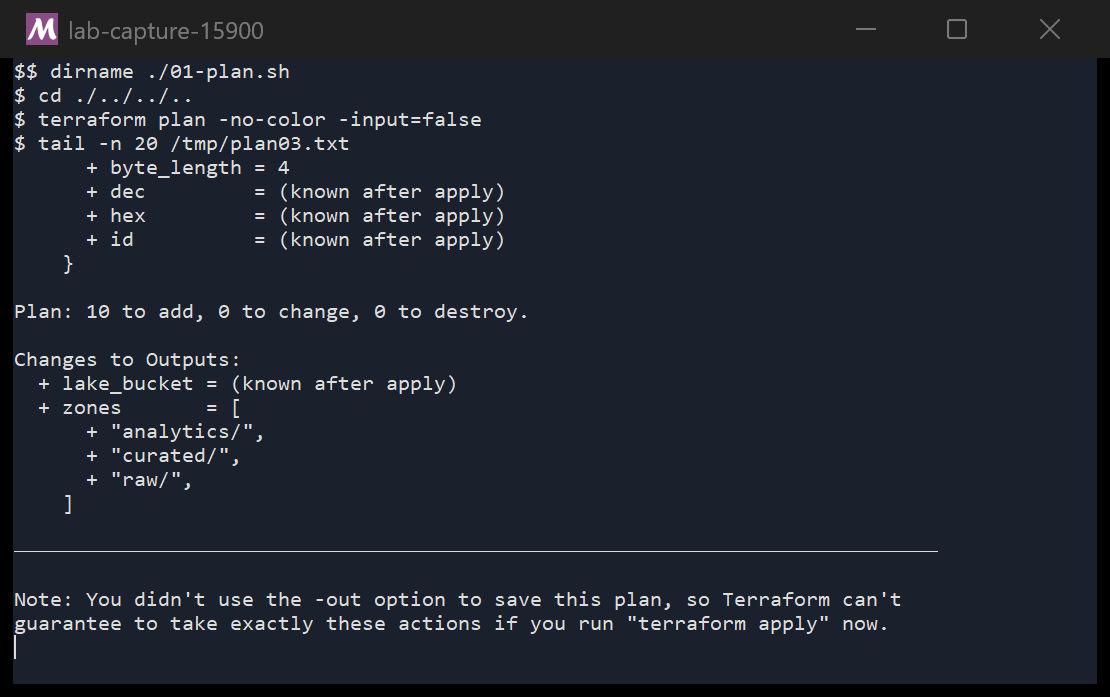 lab-capture-15900
$$ dirname ./01-plan.sh
$ cd ./../../..
$ terraform plan -no-color -input=false
$ tail -n 20 /tmp/plan03.txt
      + byte_length = 4
      + dec         = (known after apply)
      + hex         = (known after apply)
      + id          = (known after apply)
    }
Plan: 10 to add, 0 to change, 0 to destroy.
Changes to Outputs:
  + lake_bucket = (known after apply)
  + zones       = [
      + "analytics/",
      + "curated/",
      + "raw/",
    ]
Note: You didn't use the -out option to save this plan, so Terraform can't
guarantee to take exactly these actions if you run "terraform apply" now.